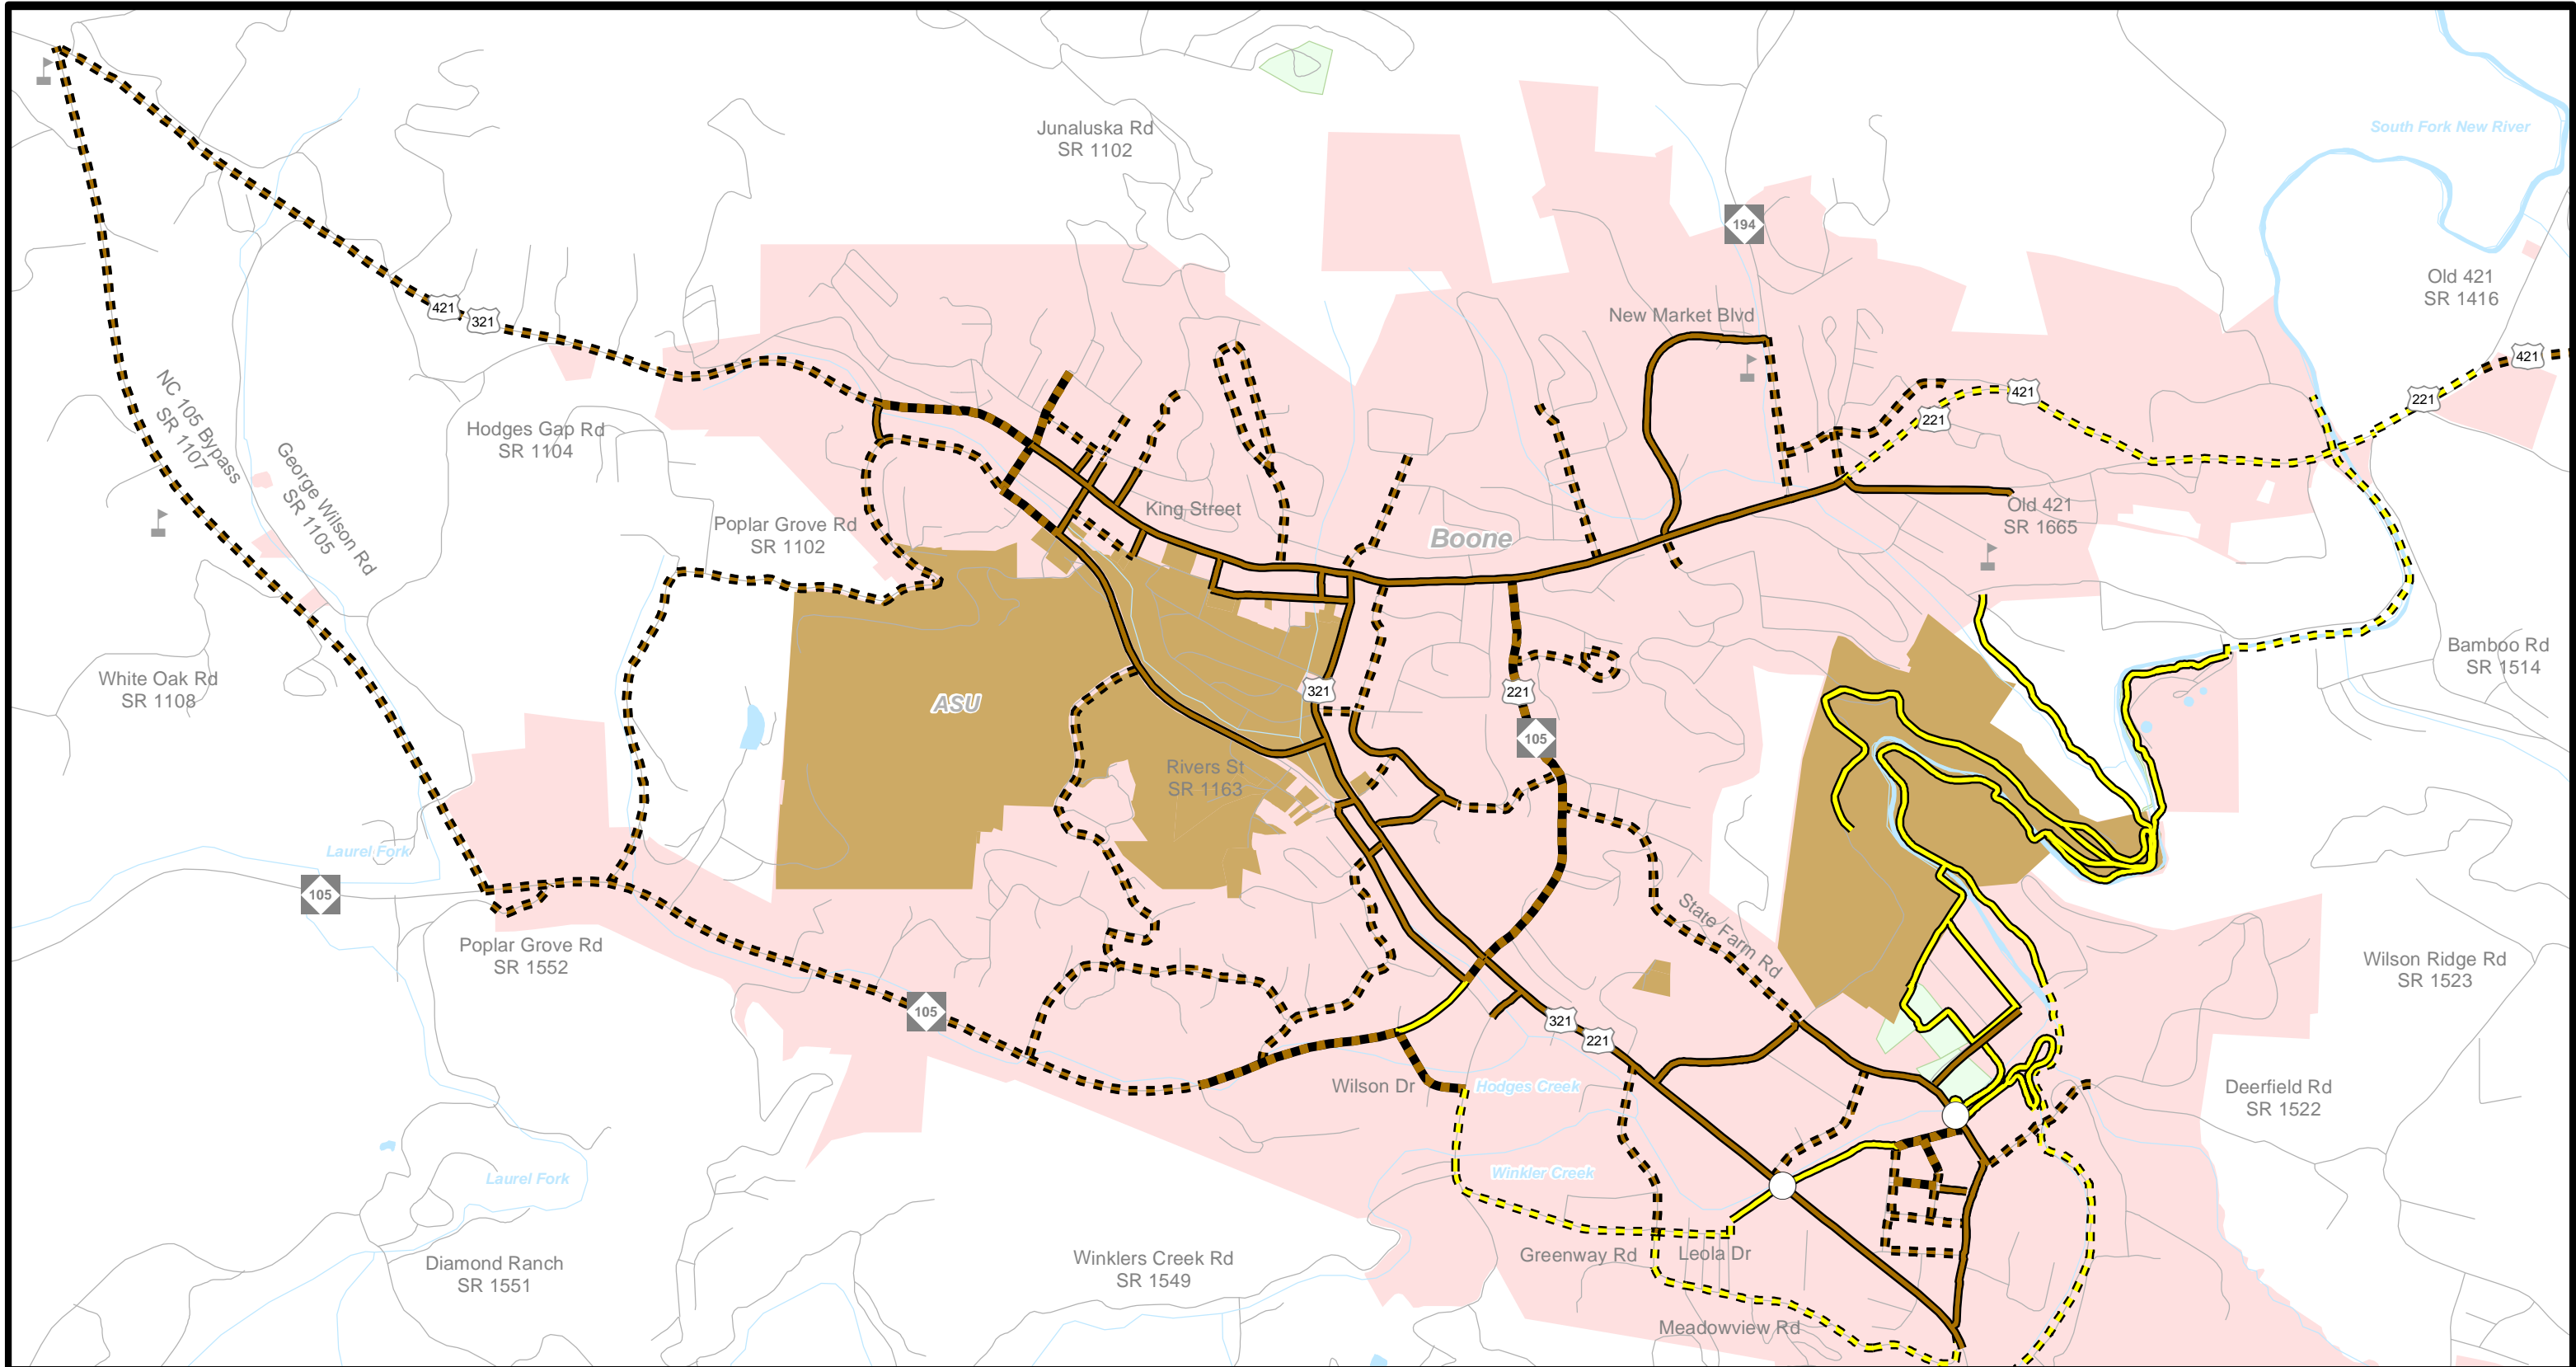 South Fork New River
Junaluska Rd
SR 1102
194
Old 421
SR 1416
421
321
New Market Blvd
421
421
221
221
NC 105 Bypass
SR 1107
Hodges Gap Rd
SR 1104
George Wilson Rd
SR 1105
King Street
Poplar Grove Rd
SR 1102
Boone
Old 421
SR 1665
White Oak Rd
SR 1108
Bamboo Rd
SR 1514
ASU
321
221
105
Rivers St
SR 1163
Laurel Fork
105
State Farm Rd
Poplar Grove Rd
SR 1552
Wilson Ridge Rd
SR 1523
105
321
221
Wilson Dr
Hodges Creek
Deerfield Rd
SR 1522
Laurel Fork
Winkler Creek
Diamond Ranch
SR 1551
Winklers Creek Rd
SR 1549
Greenway Rd
Leola Dr
Meadowview Rd